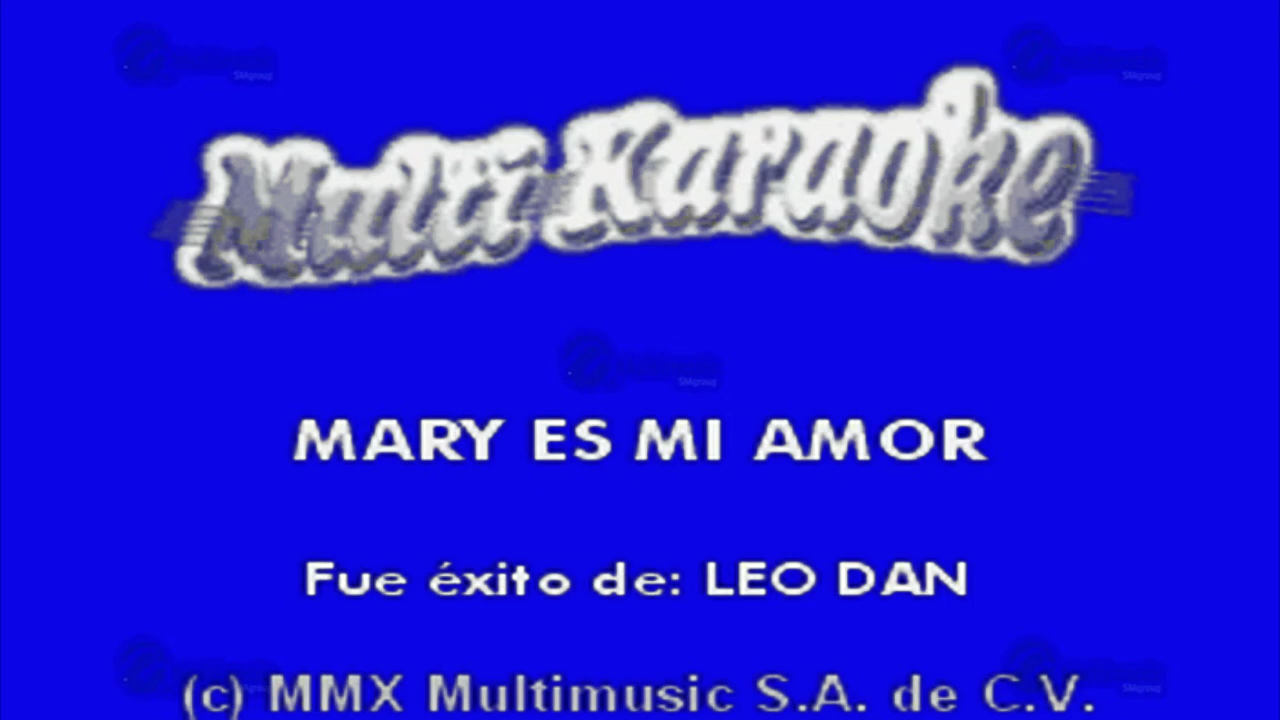 Multi Karaoke
MARY ES MI AMOR
Fue éxito de: LEO DAN
(c) MMX Multimusic S.A. de C.V.